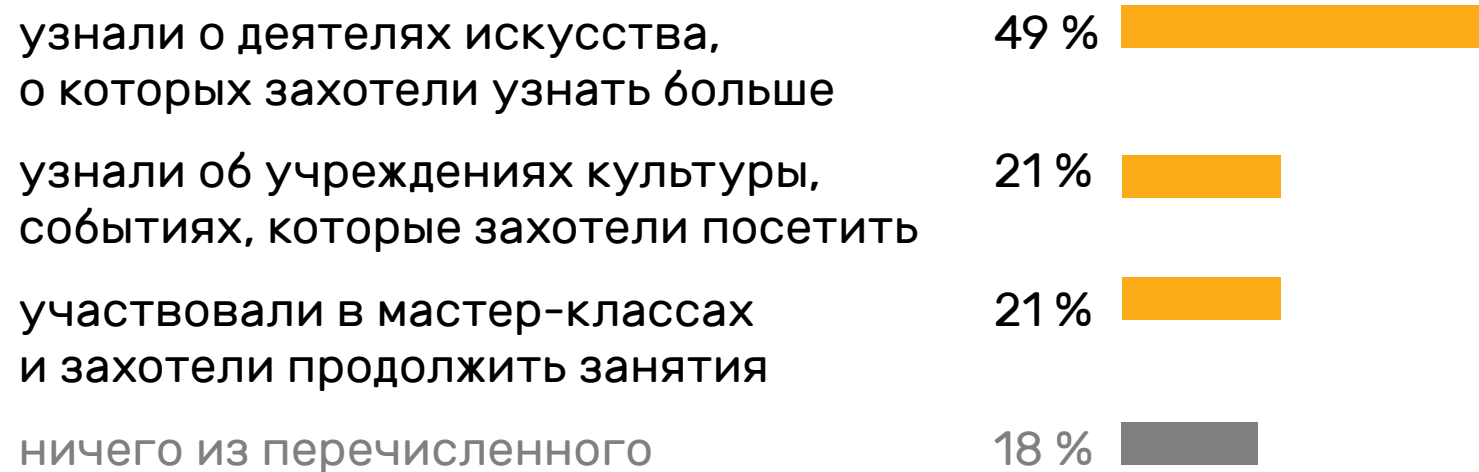 узнали о деятелях искусства, 49 %
о которых захотели узнать больше
узнали об учреждениях культуры, 21 %
событиях, которые захотели посетить
участвовали в мастер-классах 21 %
и захотели продолжить занятия
ничего из перечисленного 18 %